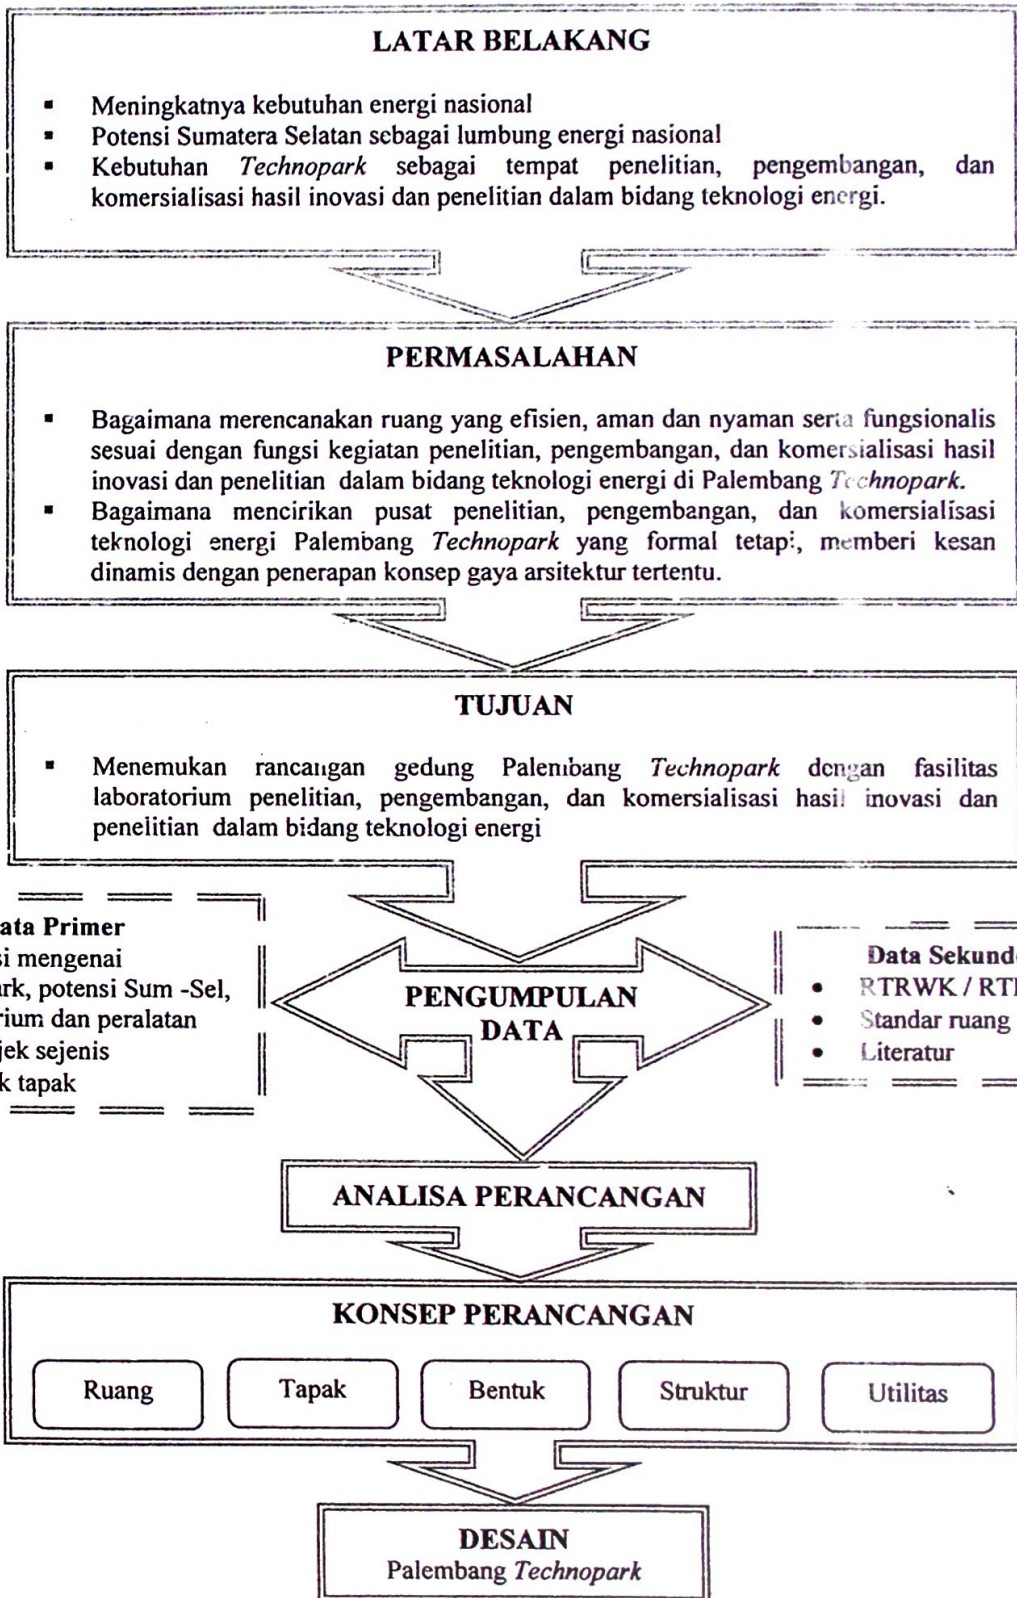 LATAR BELAKANG
▪ Meningkatnya kebutuhan energi nasional
▪ Potensi Sumatera Selatan sebagai lumbung energi nasional
▪ Kebutuhan Technopark sebagai tempat penelitian, pengembangan, dan
komersialisasi hasil inovasi dan penelitian dalam bidang teknologi energi.
PERMASALAHAN
▪ Bagaimana merencanakan ruang yang efisien, aman dan nyaman serta fungsionalis
sesuai dengan fungsi kegiatan penelitian, pengembangan, dan komersialisasi hasil
inovasi dan penelitian dalam bidang teknologi energi di Palembang Technopark.
▪ Bagaimana mencirikan pusat penelitian, pengembangan, dan komersialisasi
teknologi energi Palembang Technopark yang formal tetapi, memberi kesan
dinamis dengan penerapan konsep gaya arsitektur tertentu.
TUJUAN
▪ Menemukan rancangan gedung Palembang Technopark dengan fasilitas
laboratorium penelitian, pengembangan, dan komersialisasi hasil inovasi dan
penelitian dalam bidang teknologi energi
ata Primer
si mengenai
ark, potensi Sum -Sel,
rium dan peralatan
jek sejenis
k tapak
PENGUMPULAN
DATA
Data Sekund
• RTRWK / RT
• Standar ruang
• Literatur
ANALISA PERANCANGAN
KONSEP PERANCANGAN
Ruang
Tapak
Bentuk
Struktur
Utilitas
DESAIN
Palembang Technopark